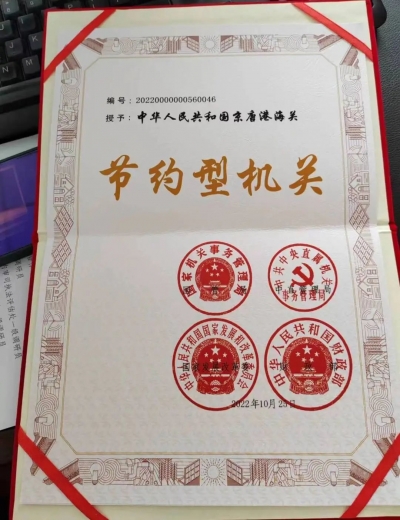 编号：20220000000560046
授予：中华人民共和国京唐港海关
节约型机关
国家机关事务管理局
中共中央直属机关
事务管理局
中华人民共和国国家发展和改革委员会
中华人民共和国财政部
2022年10月25日